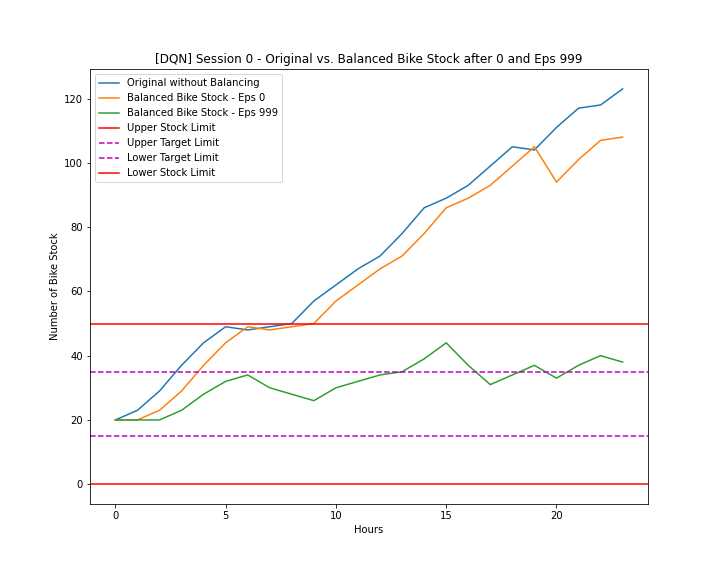 [DQN] Session 0 - Original vs. Balanced Bike Stock after 0 and Eps 999
Original without Balancing
Balanced Bike Stock - Eps 0
Balanced Bike Stock - Eps 999
Upper Stock Limit
Upper Target Limit
Lower Target Limit
Lower Stock Limit
Number of Bike Stock
120
100
80
60
40
20
0
0 5 10 15 20
Hours